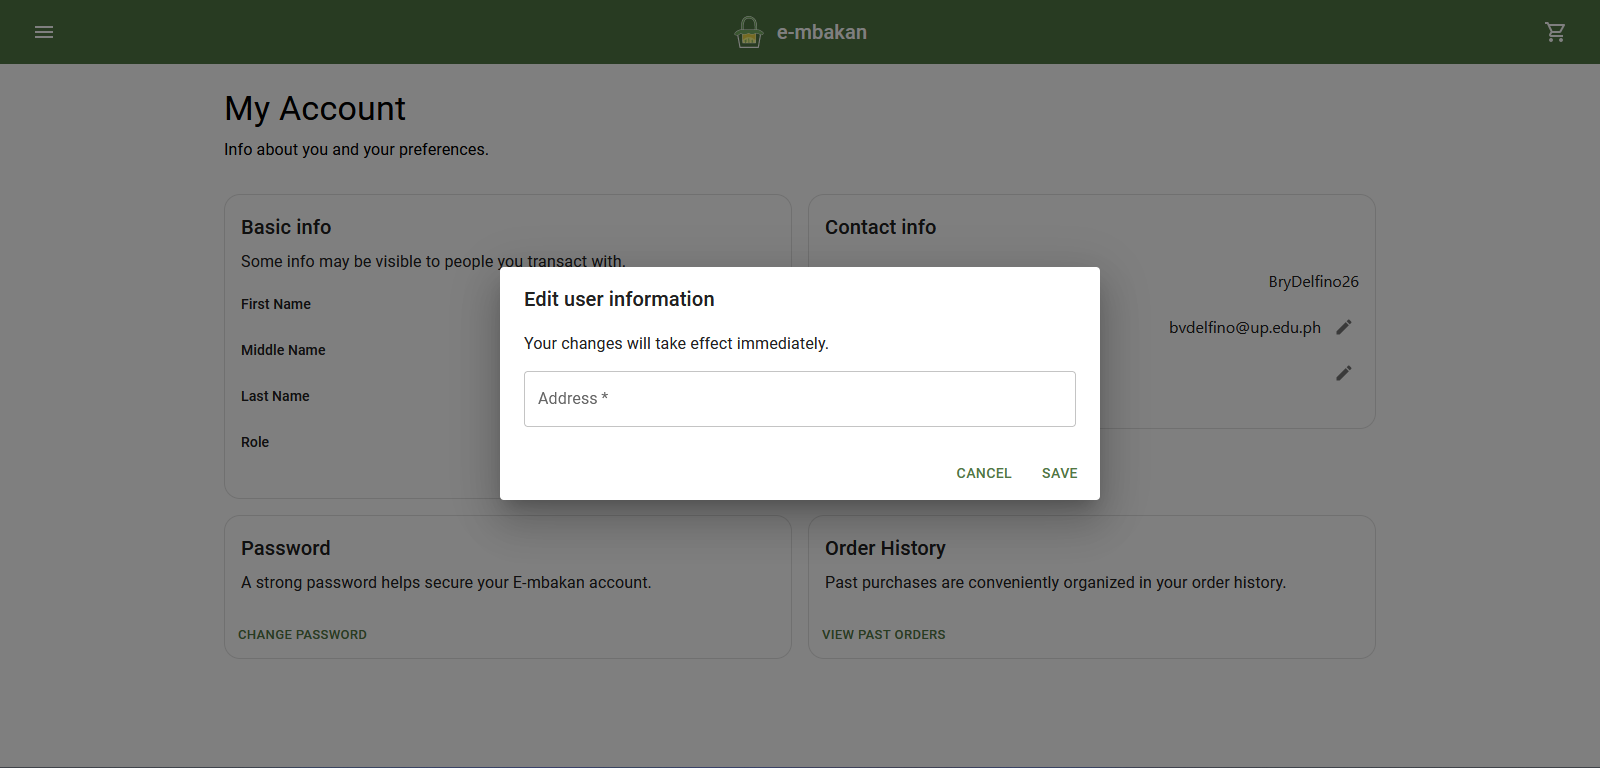 e-mbakan
My Account
Info about you and your preferences.
Basic info
Some info may be visible to people you transact with.
First Name
Middle Name
Last Name
Role
Contact info
BryDelfino26
bvdelfino@up.edu.ph
Edit user information
Your changes will take effect immediately.
Address *
CANCEL SAVE
Password
A strong password helps secure your E-mbakan account.
CHANGE PASSWORD
Order History
Past purchases are conveniently organized in your order history.
VIEW PAST ORDERS